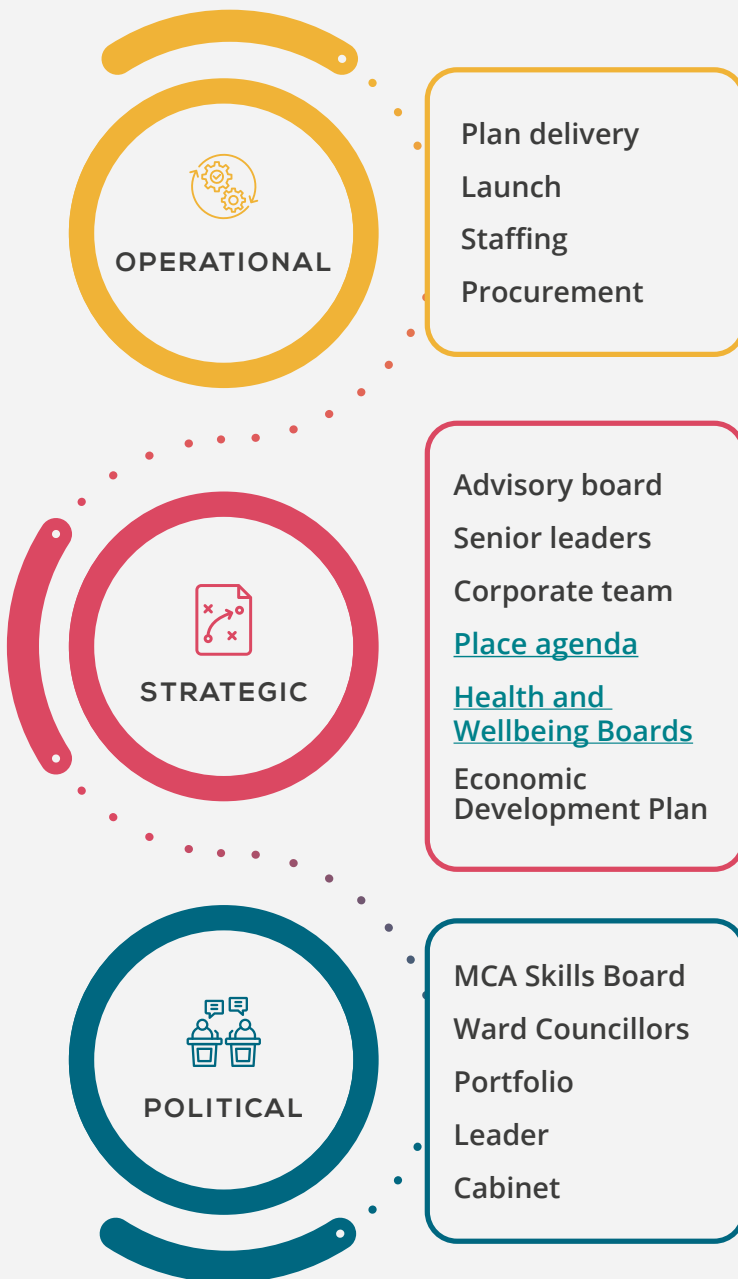 OPERATIONAL
Plan delivery
Launch
Staffing
Procurement
STRATEGIC
Advisory board
Senior leaders
Corporate team
Place agenda
Health and
Wellbeing Boards
Economic
Development Plan
POLITICAL
MCA Skills Board
Ward Councillors
Portfolio
Leader
Cabinet